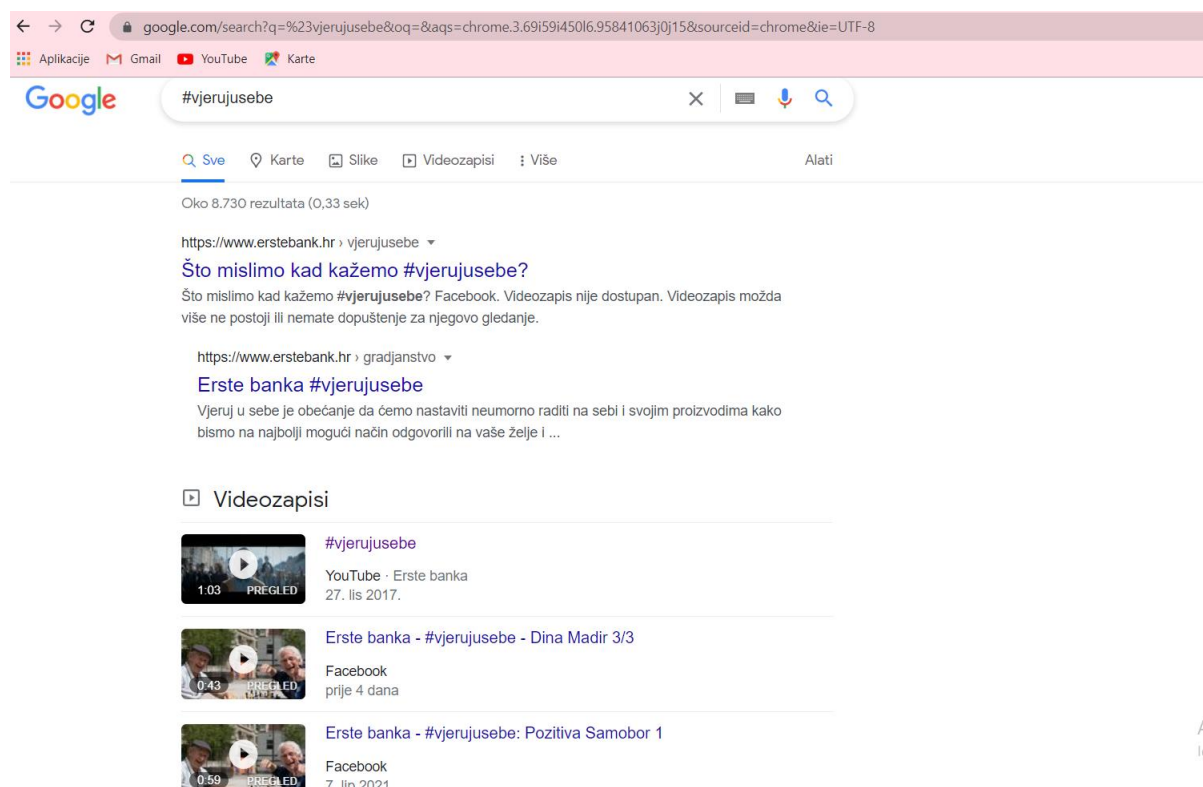 google.com/search?q=%23vjerujusebe&oq=&aqs=chrome.3.69i59i450l6.95841063j0j15&sourceid=chrome&ie=UTF-8
Aplikacije Gmail YouTube Karte
Google #vjerujusebe
Sve Karte Slike Videozapisi Više Alati
Oko 8.730 rezultata (0,33 sek)
https://www.erstebank.hr › vjerujusebe
Što mislimo kad kažemo #vjerujusebe?
Što mislimo kad kažemo #vjerujusebe? Facebook. Videozapis nije dostupan. Videozapis možda
više ne postoji ili nemate dopuštenje za njegovo gledanje.
https://www.erstebank.hr › gradjanstvo
Erste banka #vjerujusebe
Vjeruj u sebe je obećanje da ćemo nastaviti neumorno raditi na sebi i svojim proizvodima kako
bismo na najbolji mogući način odgovorili na vaše želje i ...
Videozapisi
#vjerujusebe
YouTube · Erste banka
1:03 PREGLED 27. lis 2017.
Erste banka - #vjerujusebe - Dina Madir 3/3
Facebook
0:43 PREGLED prije 4 dana
Erste banka - #vjerujusebe: Pozitiva Samobor 1
Facebook
0:59 PREGLED 7. lip 2021.